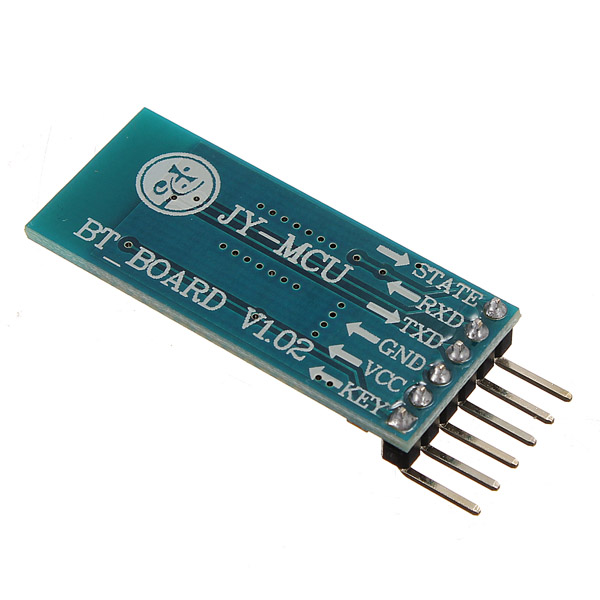 JY-MCU
BT_BOARD V1.02
STATE
RXD
TXD
GND
VCC
KEY